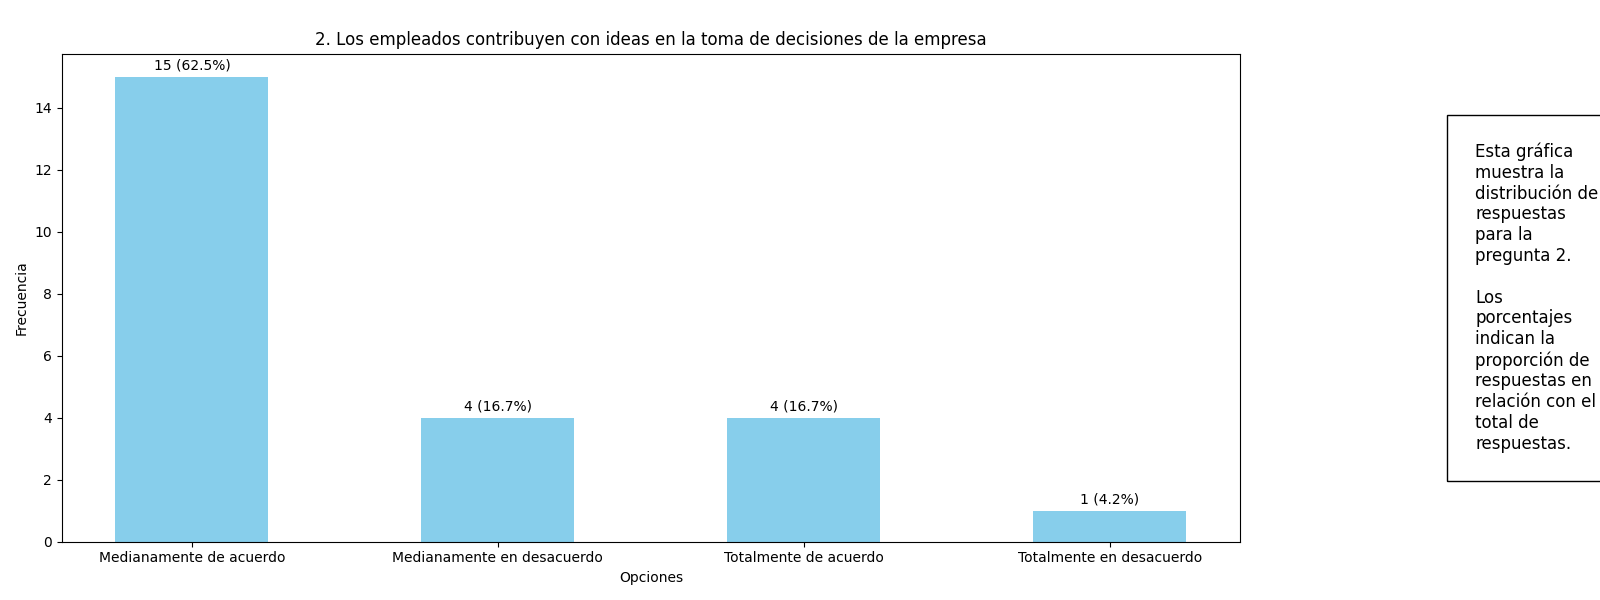 2. Los empleados contribuyen con ideas en la toma de decisiones de la empresa
15 (62.5%)
4 (16.7%)
4 (16.7%)
1 (4.2%)
14
12
10
8
6
4
2
0
Frecuencia
Medianamente de acuerdo
Medianamente en desacuerdo
Totalmente de acuerdo
Totalmente en desacuerdo
Opciones
Esta gráfica
muestra la
distribución de
respuestas
para la
pregunta 2.
Los
porcentajes
indican la
proporción de
respuestas en
relación con el
total de
respuestas.